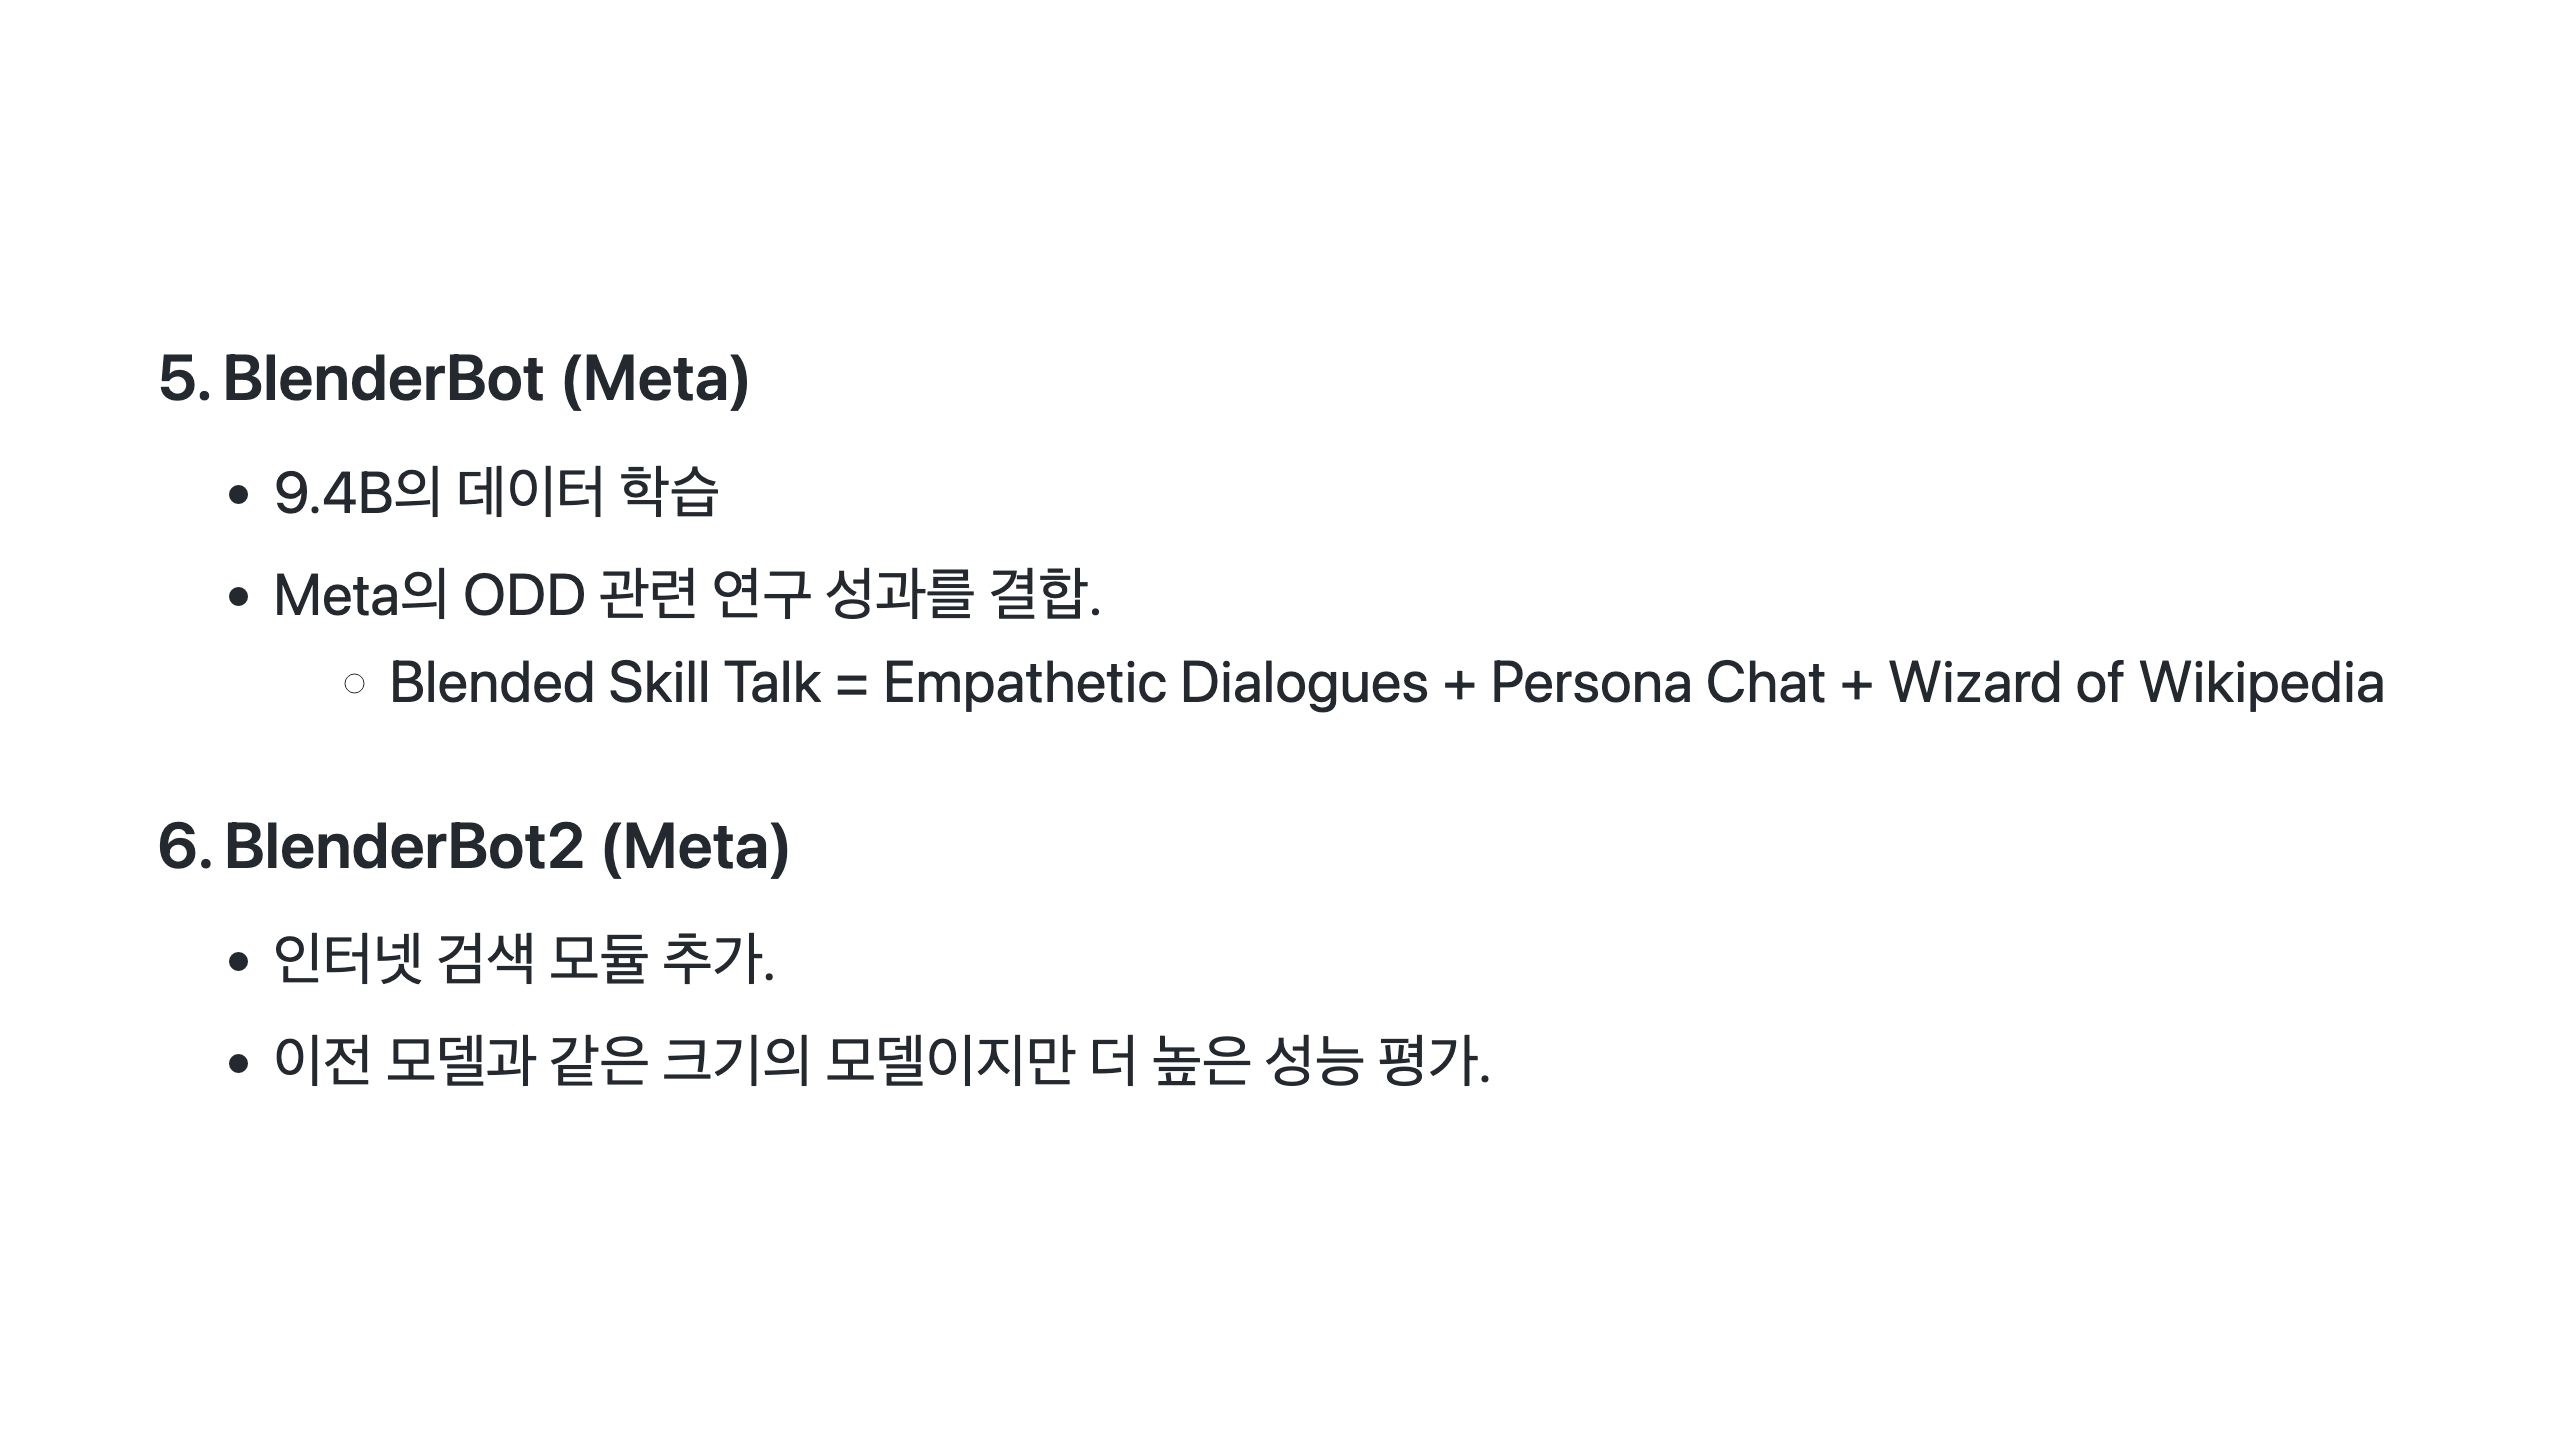 5. BlenderBot (Meta)
• 9.4B의 데이터 학습
• Meta의 ODD 관련 연구 성과를 결합.
○ Blended Skill Talk = Empathetic Dialogues + Persona Chat + Wizard of Wikipedia
6. BlenderBot2 (Meta)
• 인터넷 검색 모듈 추가.
• 이전 모델과 같은 크기의 모델이지만 더 높은 성능 평가.